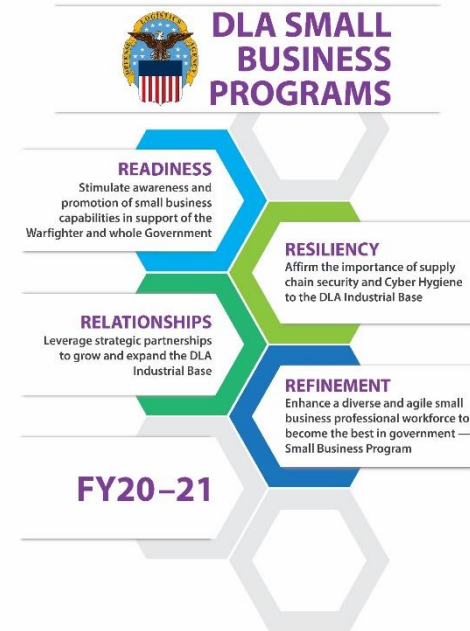 DLA SMALL
BUSINESS
PROGRAMS
READINESS
Stimulate awareness and
promotion of small business
capabilities in support of the
Warfighter and whole Government
RESILIENCY
Affirm the importance of supply
chain security and Cyber Hygiene
to the DLA Industrial Base
RELATIONSHIPS
Leverage strategic partnerships
to grow and expand the DLA
Industrial Base
REFINEMENT
Enhance a diverse and agile small
business professional workforce to
become the best in government —
Small Business Program
FY20–21